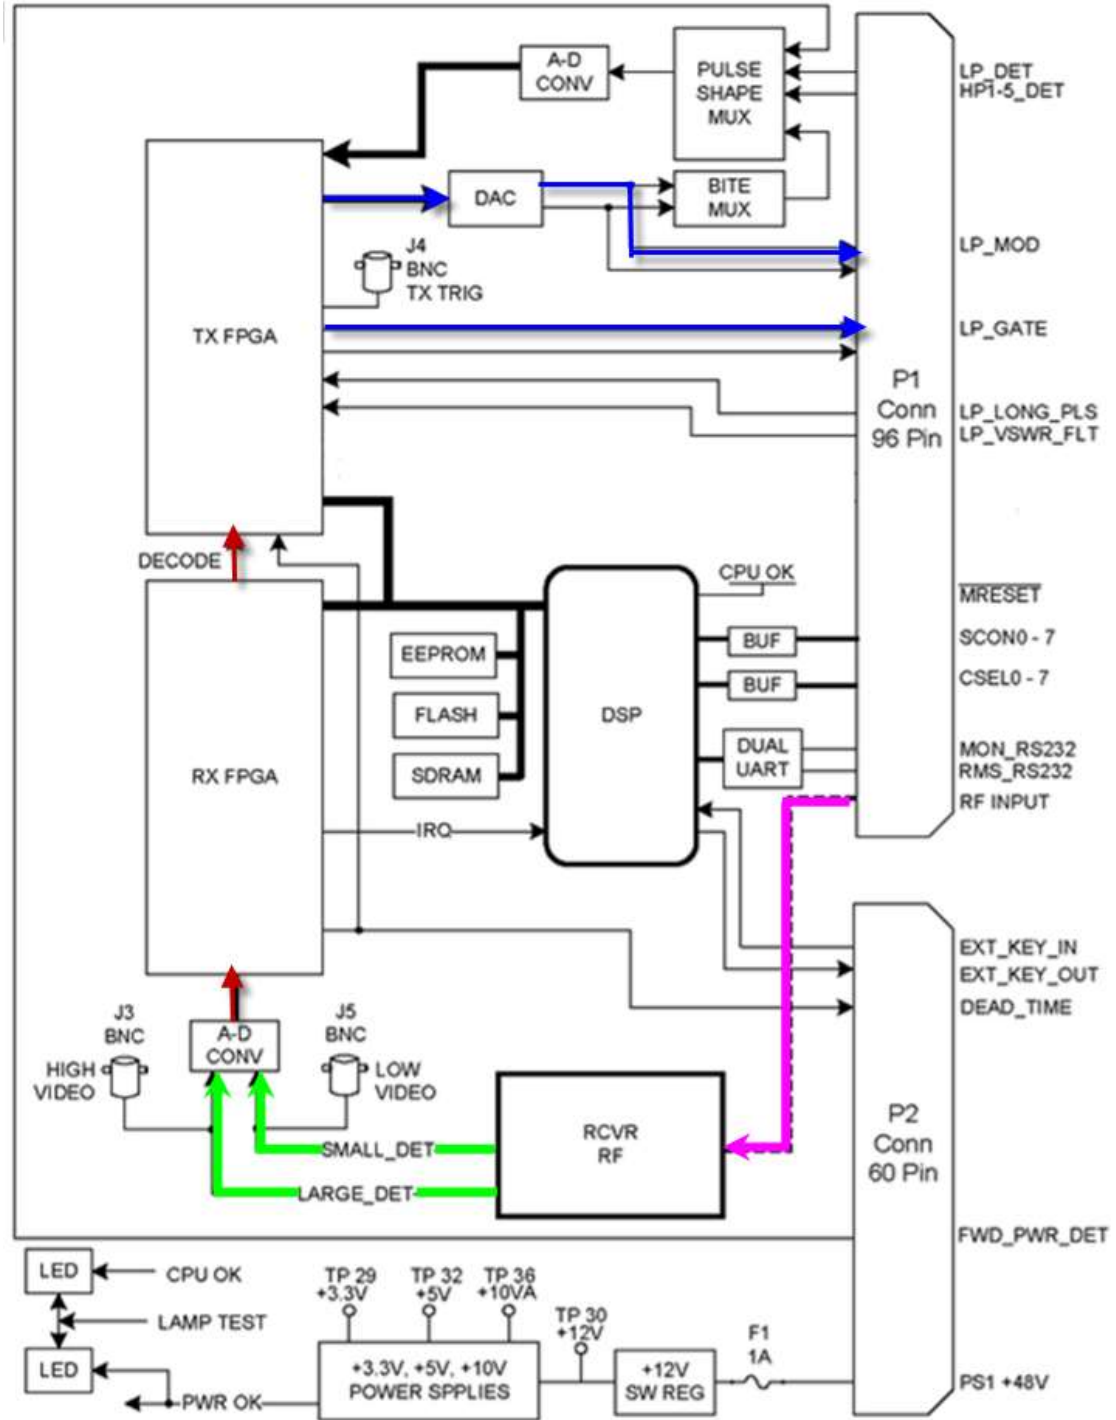 A-D
CONV
PULSE
SHAPE
MUX
LP_DET
HP1-5_DET
DAC
BITE
MUX
J4
BNC
TX TRIG
LP_MOD
TX FPGA
LP_GATE
P1
Conn
96 Pin
LP_LONG_PLS
LP_VSWR_FLT
DECODE
CPU OK
MRESET
EEPROM
BUF
SCON0 - 7
BUF
CSEL0 - 7
FLASH
DSP
RX FPGA
SDRAM
DUAL
UART
MON_RS232
RMS_RS232
RF INPUT
IRQ
EXT_KEY_IN
EXT_KEY_OUT
DEAD_TIME
J3
BNC
HIGH
VIDEO
A-D
CONV
J5
BNC
LOW
VIDEO
RCVR
RF
SMALL_DET
LARGE_DET
P2
Conn
60 Pin
FWD_PWR_DET
LED
CPU OK
LAMP TEST
LED
PWR OK
TP 29
+3.3V
TP 32
+5V
TP 36
+10VA
TP 30
+12V
F1
1A
+3.3V, +5V, +10V
POWER SPPLIES
+12V
SW REG
PS1 +48V